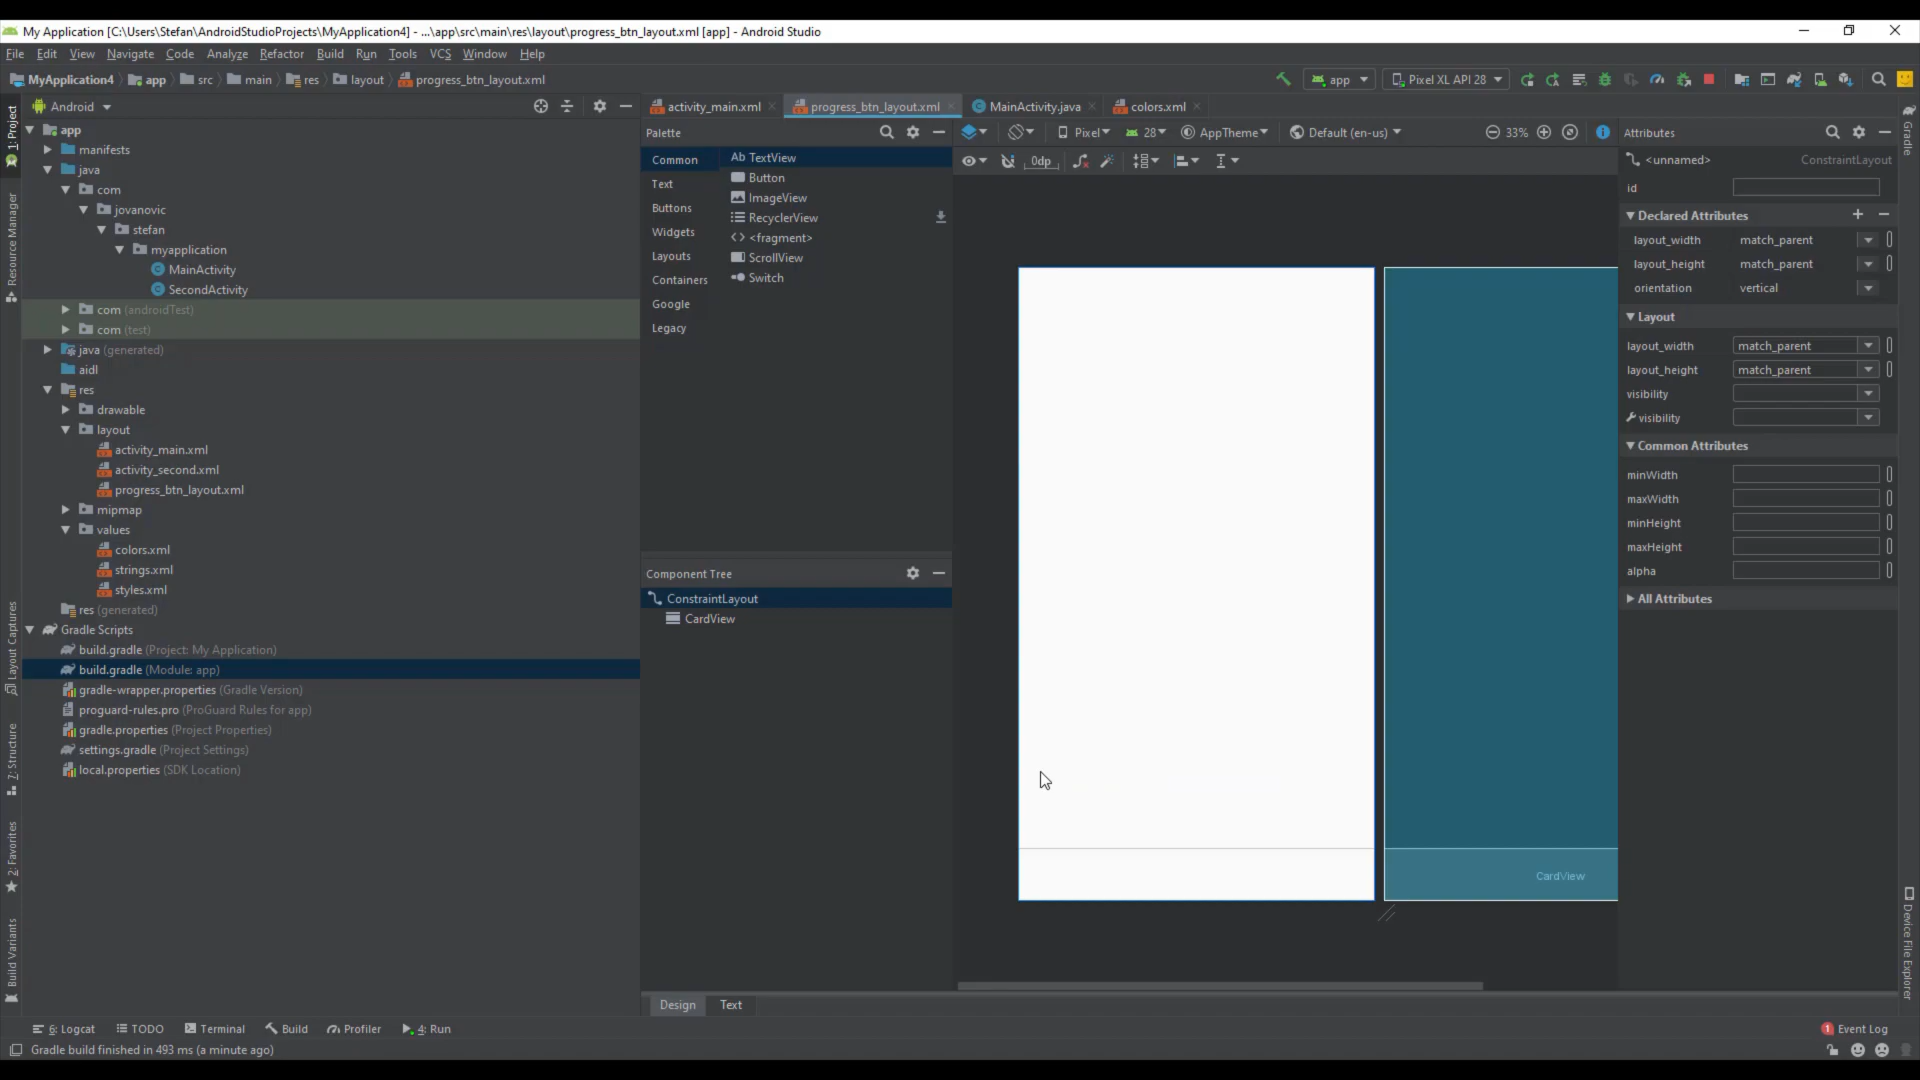 My Application [C:\Users\Stefan\AndroidStudioProjects\MyApplication4] - ...\app\src\main\res\layout\progress_btn_layout.xml [app] - Android Studio
File Edit View Navigate Code Analyze Refactor Build Run Tools VCS Window Help
MyApplication4 app src main res layout progress_btn_layout.xml
app Pixel XL API 28
Android
activity_main.xml progress_btn_layout.xml MainActivity.java colors.xml
1: Project
Resource Manager
Layout Captures
7: Structure
2: Favorites
Build Variants
app
manifests
java
com
jovanovic
stefan
myapplication
MainActivity
SecondActivity
com (androidTest)
com (test)
java (generated)
aidl
res
drawable
layout
activity_main.xml
activity_second.xml
progress_btn_layout.xml
mipmap
values
colors.xml
strings.xml
styles.xml
res (generated)
Gradle Scripts
build.gradle (Project: My Application)
build.gradle (Module: app)
gradle-wrapper.properties (Gradle Version)
proguard-rules.pro (ProGuard Rules for app)
gradle.properties (Project Properties)
settings.gradle (Project Settings)
local.properties (SDK Location)
Palette
Common
Text
Buttons
Widgets
Layouts
Containers
Google
Legacy
Ab TextView
Button
ImageView
RecyclerView
<fragment>
ScrollView
Switch
Component Tree
ConstraintLayout
CardView
Pixel 28 AppTheme Default (en-us) 33%
0dp
CardView
Design Text
Attributes
<unnamed> ConstraintLayout
id
Declared Attributes
layout_width match_parent
layout_height match_parent
orientation vertical
Layout
layout_width match_parent
layout_height match_parent
visibility
visibility
Common Attributes
minWidth
maxWidth
minHeight
maxHeight
alpha
All Attributes
Gradle
Device File Explorer
6: Logcat TODO Terminal Build Profiler 4: Run
1 Event Log
Gradle build finished in 493 ms (a minute ago)